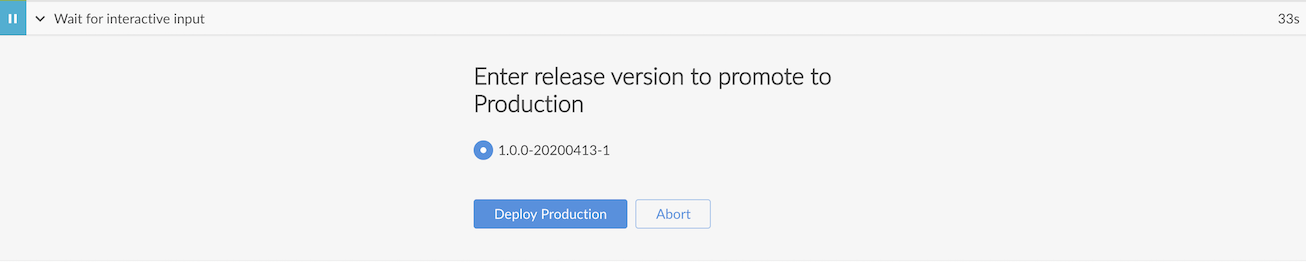 Wait for interactive input
33s
Enter release version to promote to
Production
1.0.0-20200413-1
Deploy Production
Abort